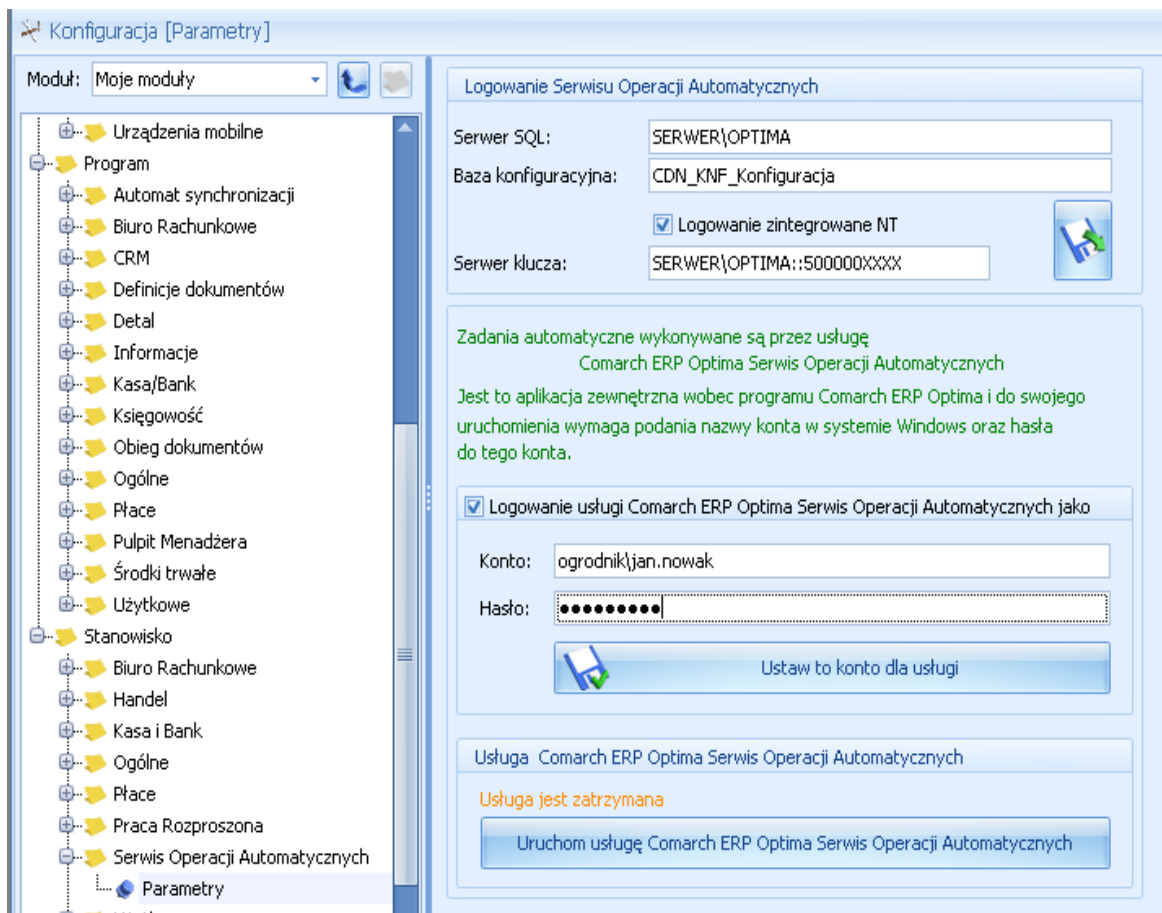 Konfiguracja [Parametry]
Moduł: Moje moduły
Urządzenia mobilne
Program
Automat synchronizacji
Biuro Rachunkowe
CRM
Definicje dokumentów
Detal
Informacje
Kasa/Bank
Księgowość
Obieg dokumentów
Ogólne
Płace
Pulpit Menadżera
Środki trwałe
Użytkowe
Stanowisko
Biuro Rachunkowe
Handel
Kasa i Bank
Ogólne
Płace
Praca Rozproszona
Serwis Operacji Automatycznych
Parametry
Logowanie Serwisu Operacji Automatycznych
Serwer SQL: SERWER\OPTIMA
Baza konfiguracyjna: CDN_KNF_Konfiguracja
Logowanie zintegrowane NT
Serwer klucza: SERWER\OPTIMA::500000XXXX
Zadania automatyczne wykonywane są przez usługę
Comarch ERP Optima Serwis Operacji Automatycznych
Jest to aplikacja zewnętrzna wobec programu Comarch ERP Optima i do swojego
uruchomienia wymaga podania nazwy konta w systemie Windows oraz hasła
do tego konta.
Logowanie usługi Comarch ERP Optima Serwis Operacji Automatycznych jako
Konto: ogrodnik\jan.nowak
Hasło: ●●●●●●●●●
Ustaw to konto dla usługi
Usługa Comarch ERP Optima Serwis Operacji Automatycznych
Usługa jest zatrzymana
Uruchom usługę Comarch ERP Optima Serwis Operacji Automatycznych